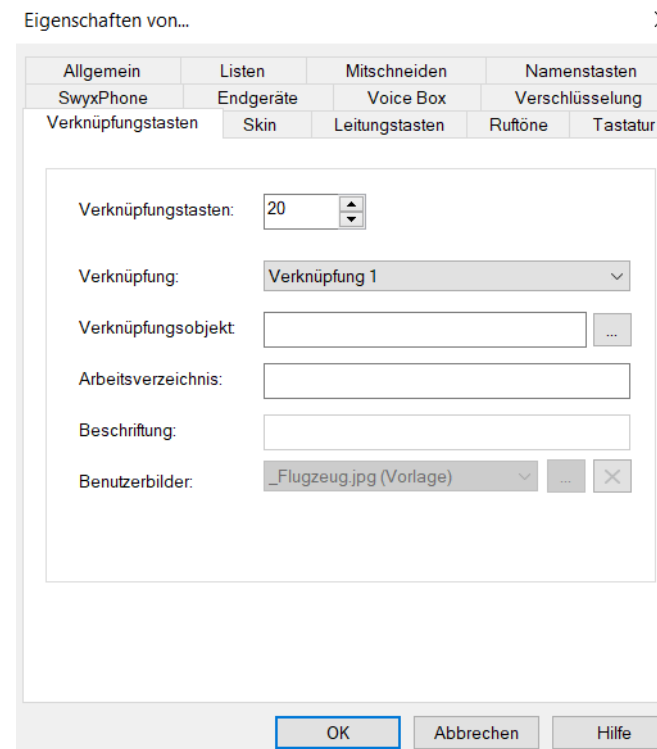 Eigenschaften von...
Allgemein Listen Mitschneiden Namenstasten
SwyxPhone Endgeräte Voice Box Verschlüsselung
Verknüpfungstasten Skin Leitungstasten Ruftöne Tastatur
Verknüpfungstasten: 20
Verknüpfung: Verknüpfung 1
Verknüpfungsobjekt: ...
Arbeitsverzeichnis:
Beschriftung:
Benutzerbilder: _Flugzeug.jpg (Vorlage) ...
OK Abbrechen Hilfe